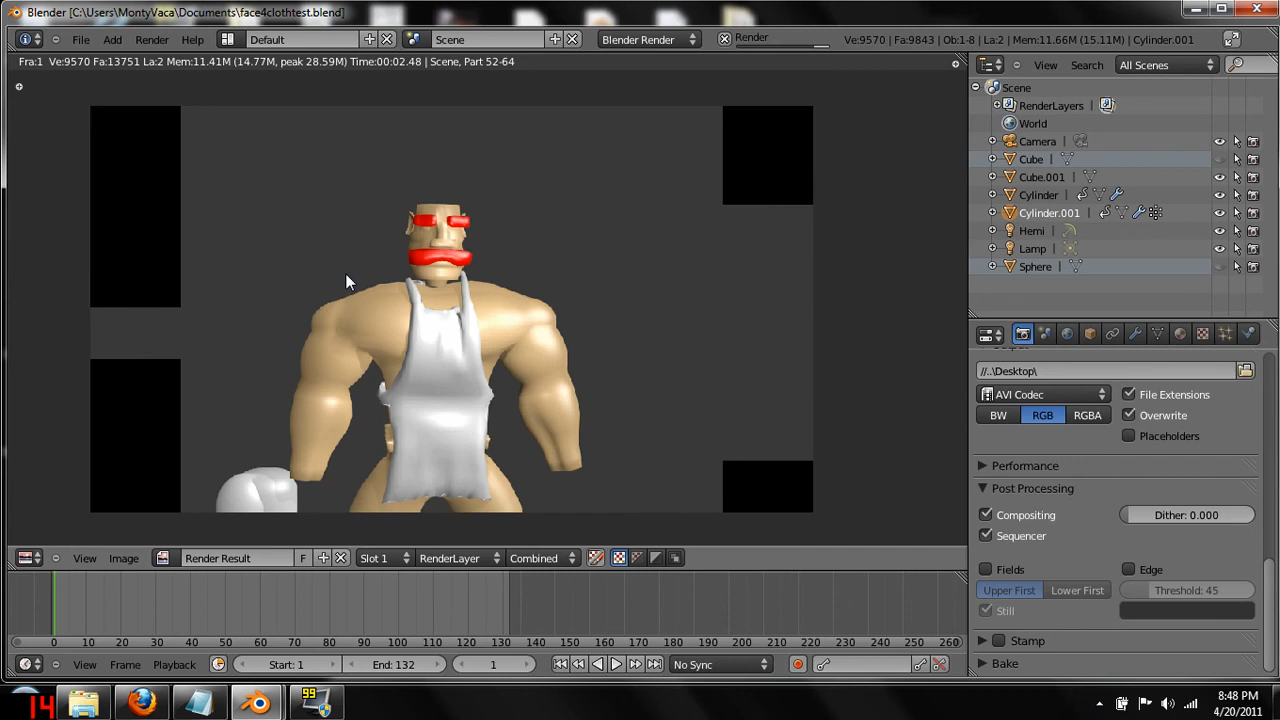 Blender [C:\Users\MontyVaca\Documents\face4clothtest.blend]
File Add Render Help Default Scene Blender Render Render Ve:9570 | Fa:9843 | Ob:1-8 | La:2 | Mem:11.66M (15.11M) | Cylinder.001
Fra:1 Ve:9570 Fa:13751 La:2 Mem:11.41M (14.77M, peak 28.59M) Time:00:02.48 | Scene, Part 52-64
View Search All Scenes
Scene
RenderLayers |
World
Camera |
Cube |
Cube.001 |
Cylinder |
Cylinder.001 |
Hemi |
Lamp |
Sphere |
//..\Desktop\
AVI Codec File Extensions
BW RGB RGBA Overwrite
Placeholders
Performance
Post Processing
Compositing Dither: 0.000
Sequencer
Fields Edge
Upper First Lower First Threshold: 45
Still
Stamp
Bake
View Image Render Result F Slot 1 RenderLayer Combined
0 10 20 30 40 50 60 70 80 90 100 110 120 130 140 150 160 170 180 190 200 210 220 230 240 250 260
View Frame Playback Start: 1 End: 132 1 No Sync
14 99
8:48 PM
4/20/2011